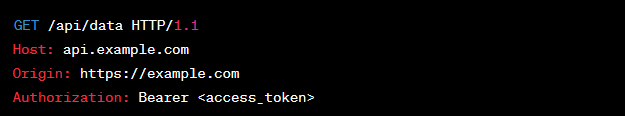 GET /api/data HTTP/1.1
Host: api.example.com
Origin: https://example.com
Authorization: Bearer <access_token>